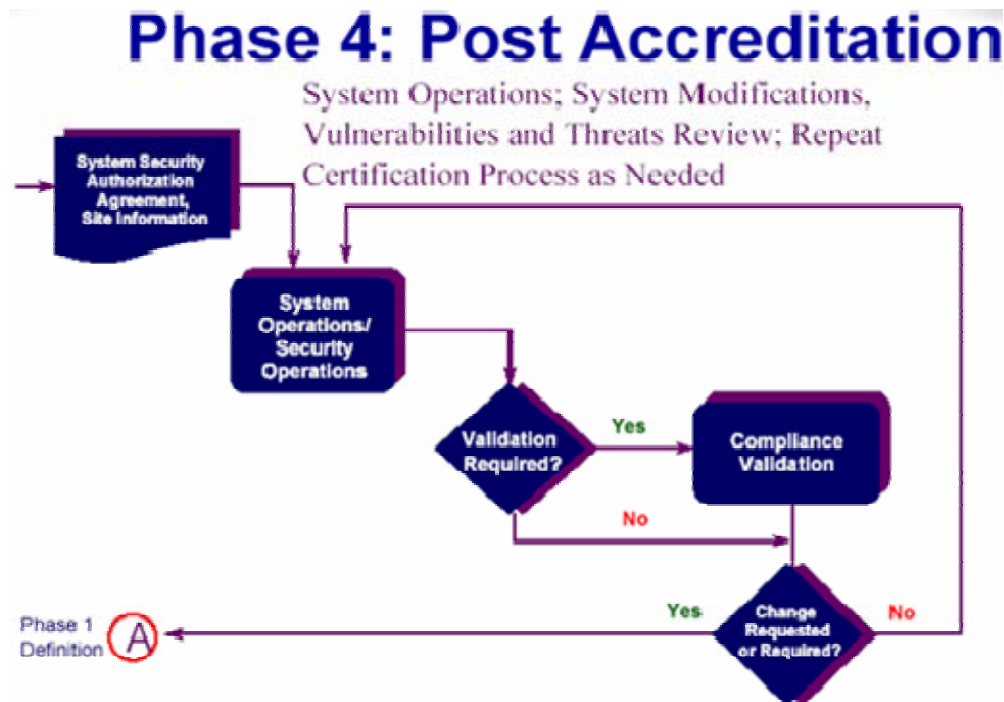 Phase 4: Post Accreditation
System Operations; System Modifications,
Vulnerabilities and Threats Review; Repeat
Certification Process as Needed
System Security
Authorization
Agreement,
Site Information
System
Operations/
Security
Operations
Validation
Required?
Yes
Compliance
Validation
No
Change
Requested
or Required?
Yes
No
Phase 1
Definition
A